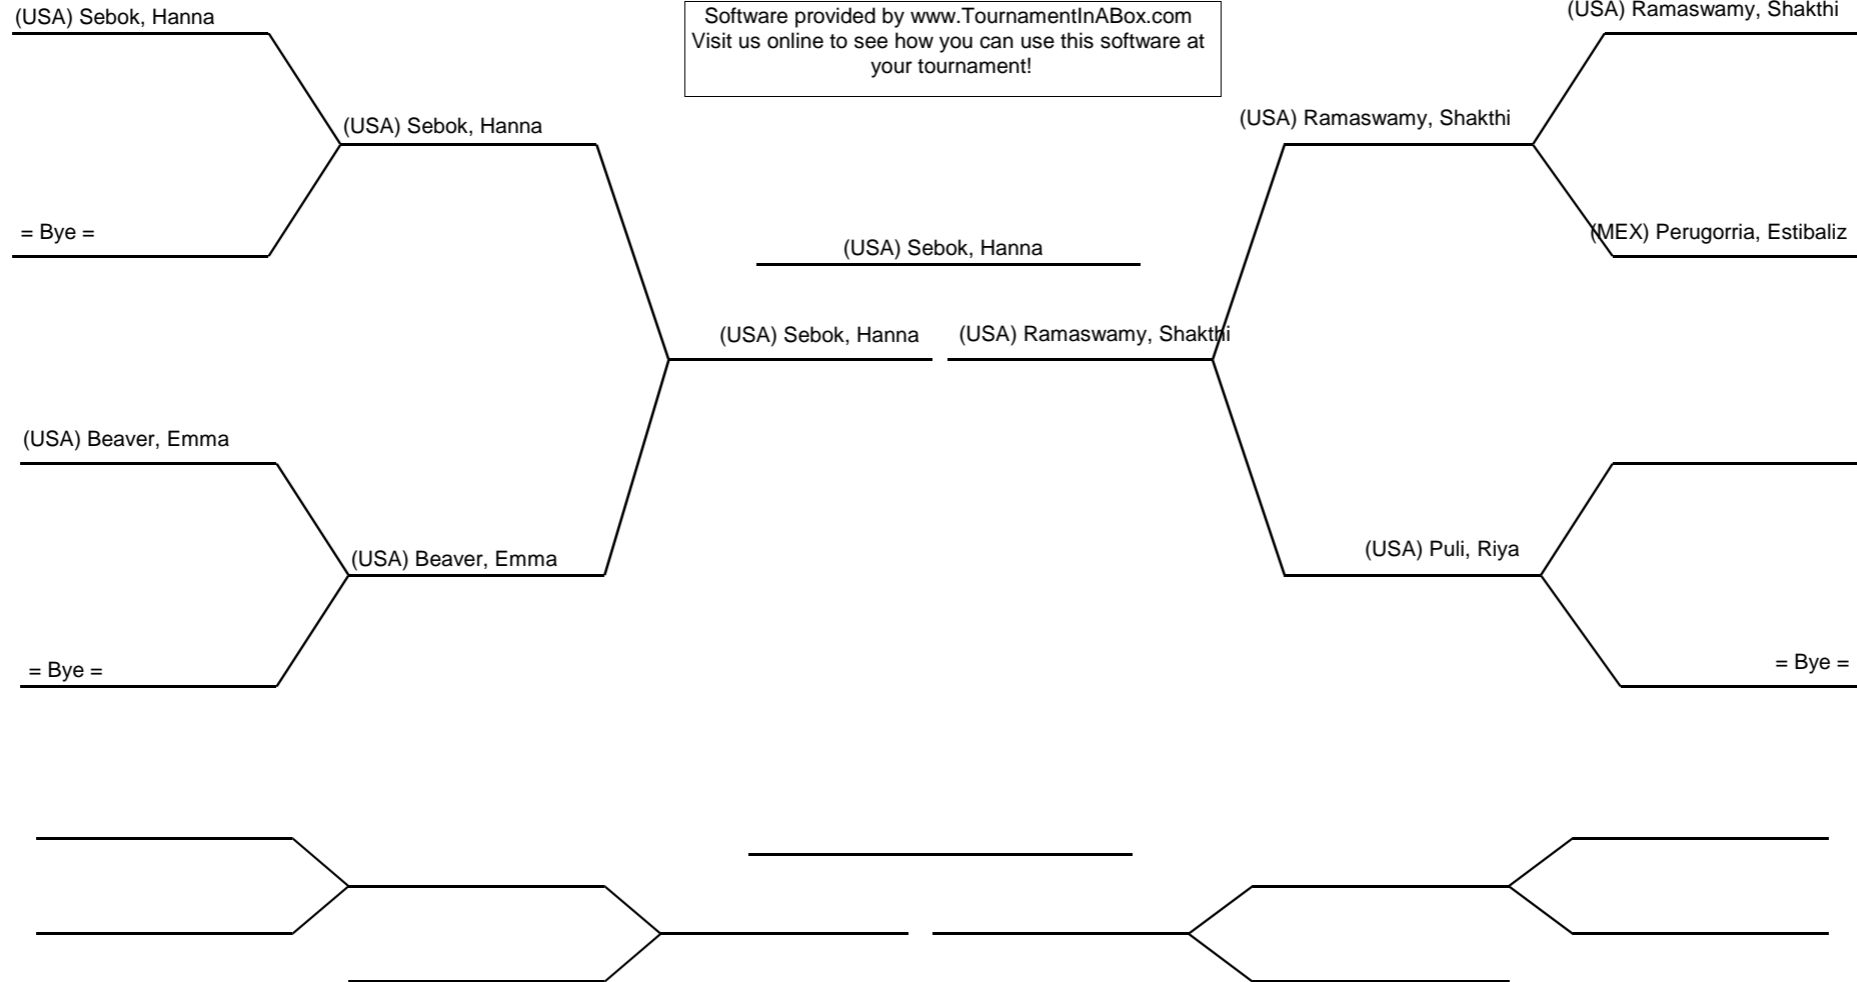 (USA) Sebok, Hanna
Software provided by www.TournamentInABox.com
Visit us online to see how you can use this software at
your tournament!
(USA) Ramaswamy, Shakthi
(USA) Sebok, Hanna
(USA) Ramaswamy, Shakthi
= Bye =
(USA) Sebok, Hanna
(MEX) Perugorria, Estibaliz
(USA) Sebok, Hanna
(USA) Ramaswamy, Shakthi
(USA) Beaver, Emma
(USA) Beaver, Emma
(USA) Puli, Riya
= Bye =
= Bye =